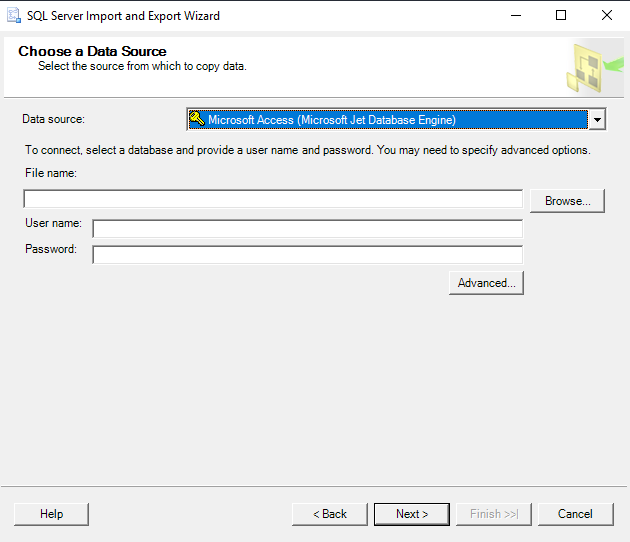 SQL Server Import and Export Wizard
Choose a Data Source
Select the source from which to copy data.
Data source: Microsoft Access (Microsoft Jet Database Engine)
To connect, select a database and provide a user name and password. You may need to specify advanced options.
File name:
Browse...
User name:
Password:
Advanced...
Help < Back Next > Finish >>| Cancel